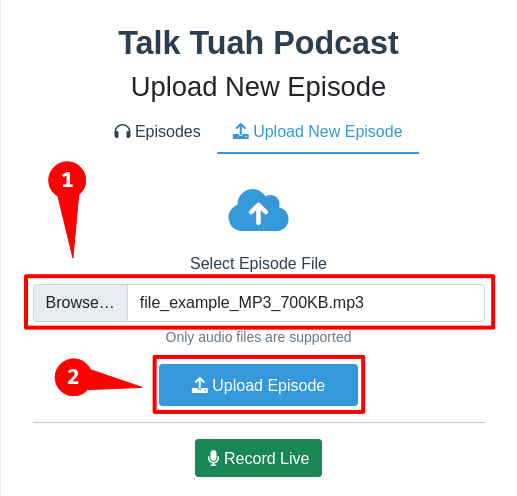 Talk Tuah Podcast
Upload New Episode
Episodes Upload New Episode
1
Select Episode File
Browse... file_example_MP3_700KB.mp3
Only audio files are supported
2
Upload Episode
Record Live